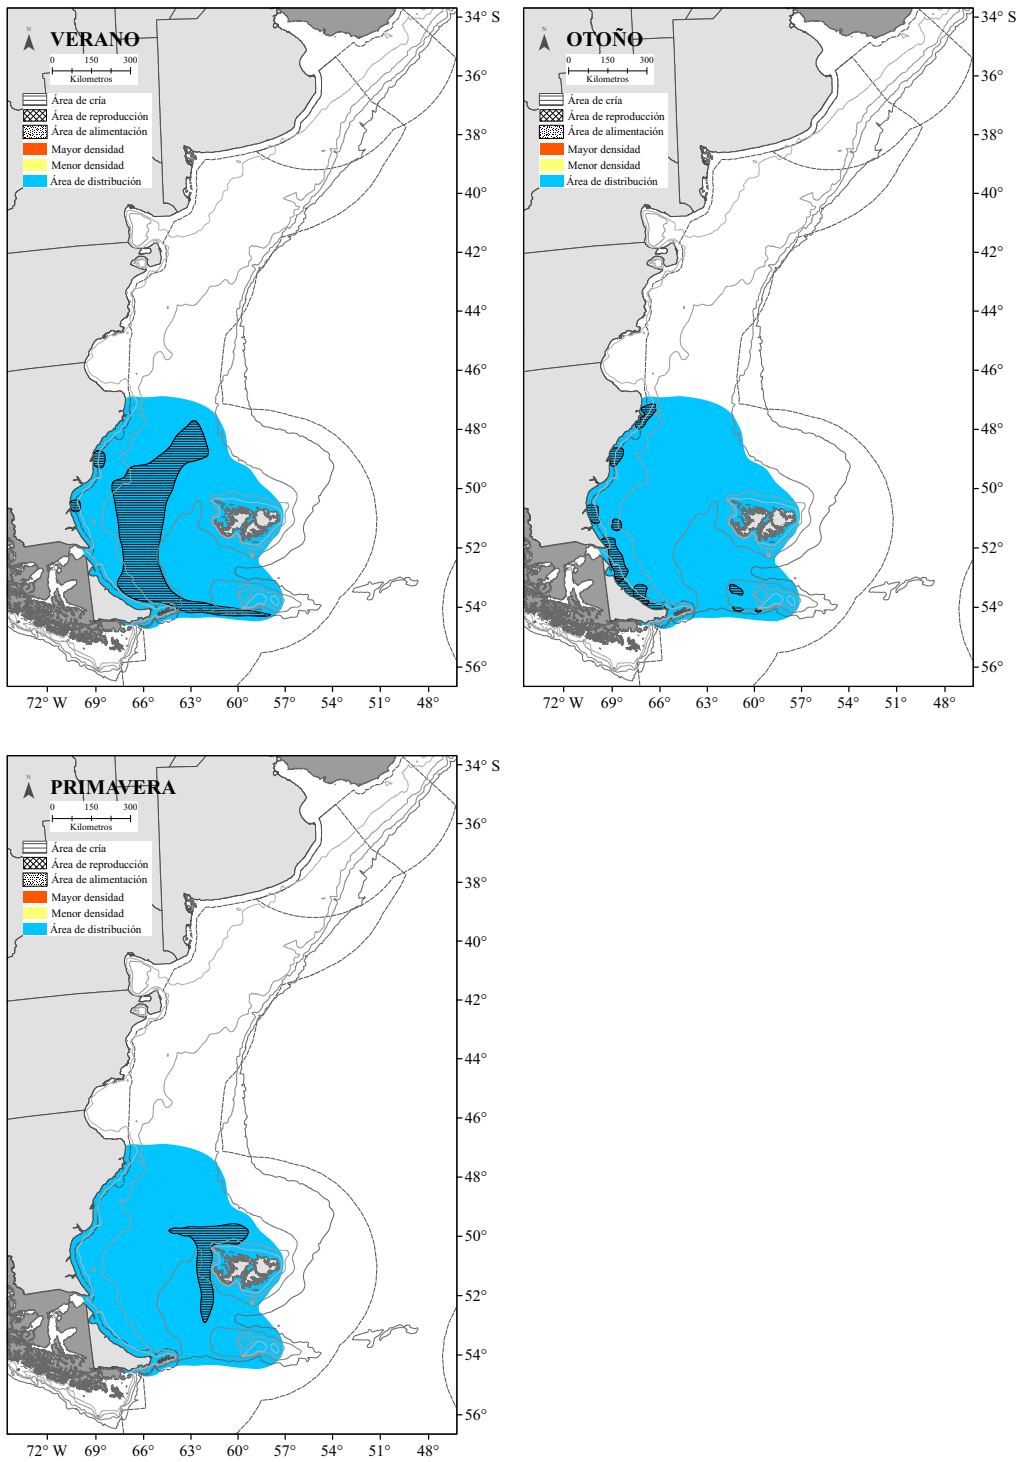 N
VERANO
0 150 300
Kilometros
Área de cría
Área de reproducción
Área de alimentación
Mayor densidad
Menor densidad
Área de distribución
34° S
36°
38°
40°
42°
44°
46°
48°
50°
52°
54°
56°
72° W 69° 66° 63° 60° 57° 54° 51° 48°
N
OTOÑO
0 150 300
Kilometros
Área de cría
Área de reproducción
Área de alimentación
Mayor densidad
Menor densidad
Área de distribución
34° S
36°
38°
40°
42°
44°
46°
48°
50°
52°
54°
56°
72° W 69° 66° 63° 60° 57° 54° 51° 48°
N
PRIMAVERA
0 150 300
Kilometros
Área de cría
Área de reproducción
Área de alimentación
Mayor densidad
Menor densidad
Área de distribución
34° S
36°
38°
40°
42°
44°
46°
48°
50°
52°
54°
56°
72° W 69° 66° 63° 60° 57° 54° 51° 48°